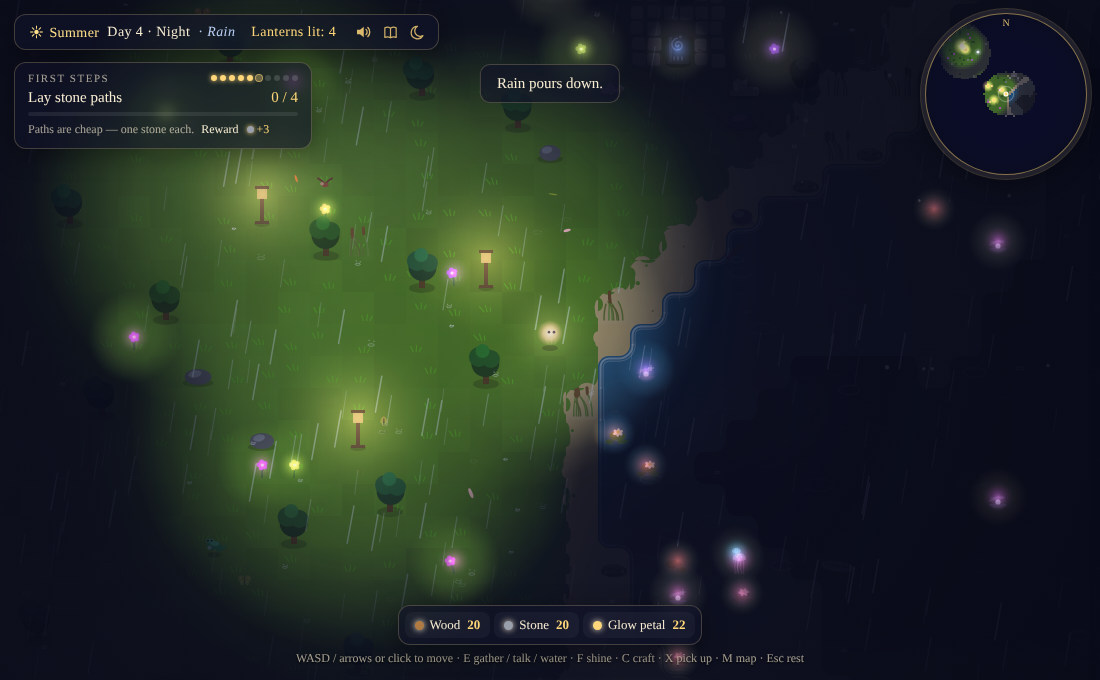 Summer Day 4 · Night · Rain Lanterns lit: 4
FIRST STEPS
Lay stone paths 0 / 4
Paths are cheap — one stone each. Reward +3
Rain pours down.
N
Wood 20 Stone 20 Glow petal 22
WASD / arrows or click to move · E gather / talk / water · F shine · C craft · X pick up · M map · Esc rest